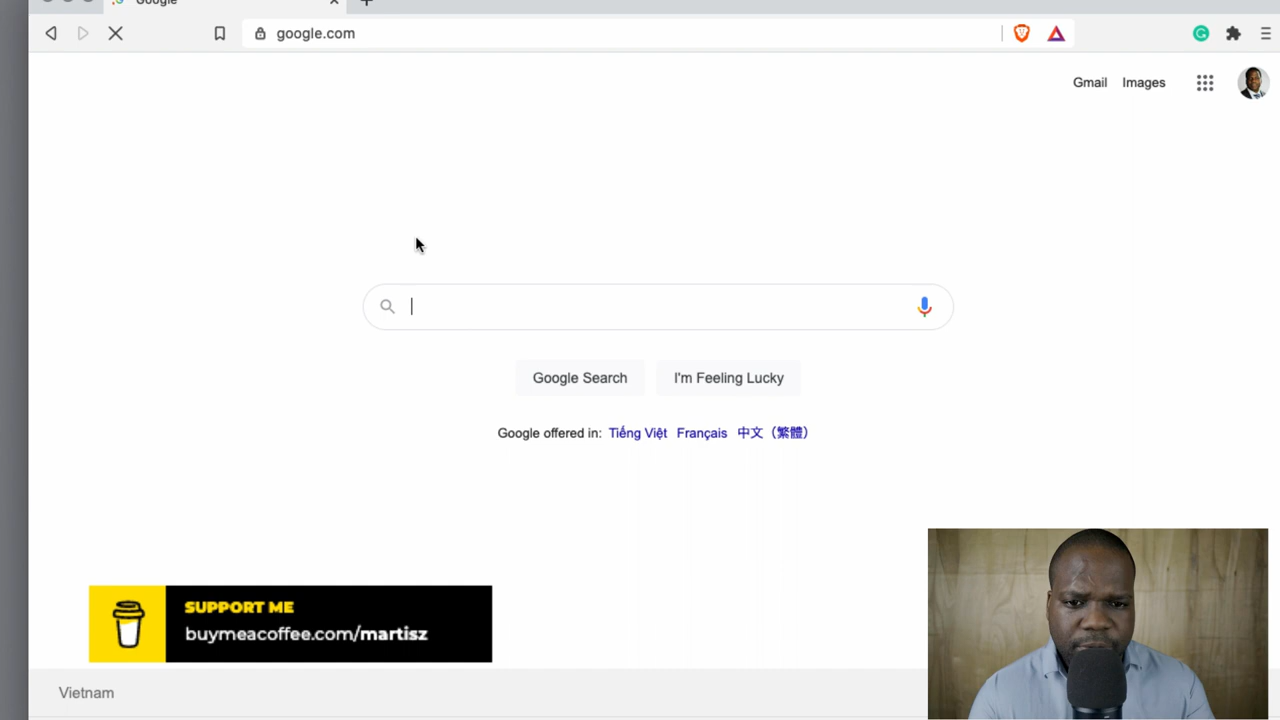 Google
google.com
Gmail Images
Google Search I'm Feeling Lucky
Google offered in: Tiếng Việt Français 中文（繁體）
SUPPORT ME
buymeacoffee.com/martisz
Vietnam